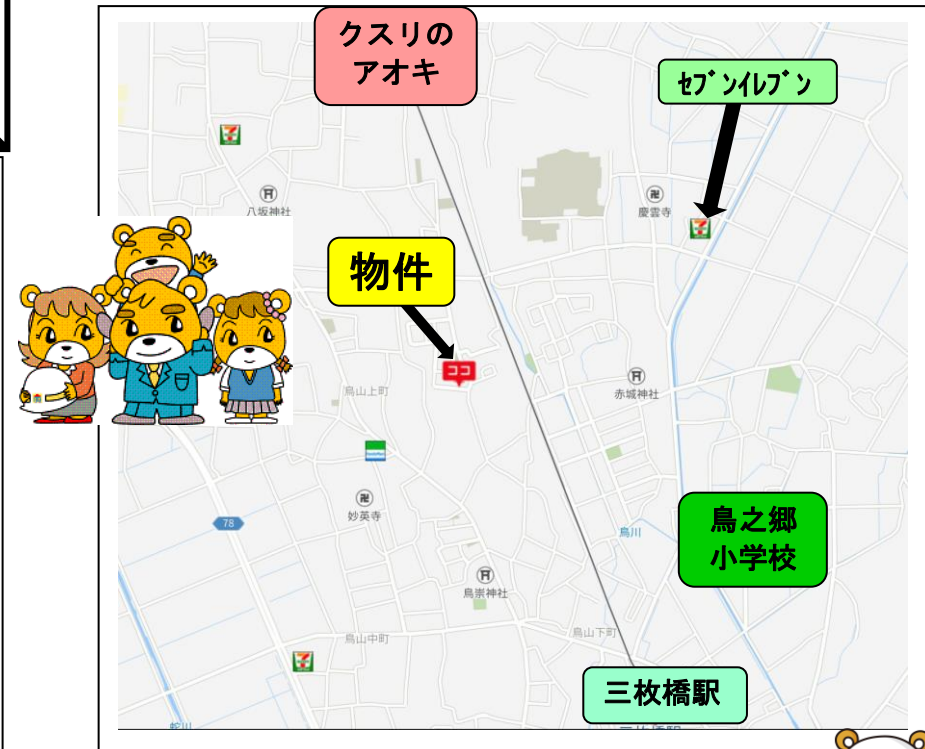 クスリの
アオキ
ｾﾌﾞﾝｲﾚﾌﾞﾝ
八坂神社
慶雲寺
物件
ココ
鳥山上町
赤城神社
妙英寺
78
鳥之郷
小学校
鳥川
鳥崇神社
鳥山中町
鳥山下町
三枚橋駅
蛇川